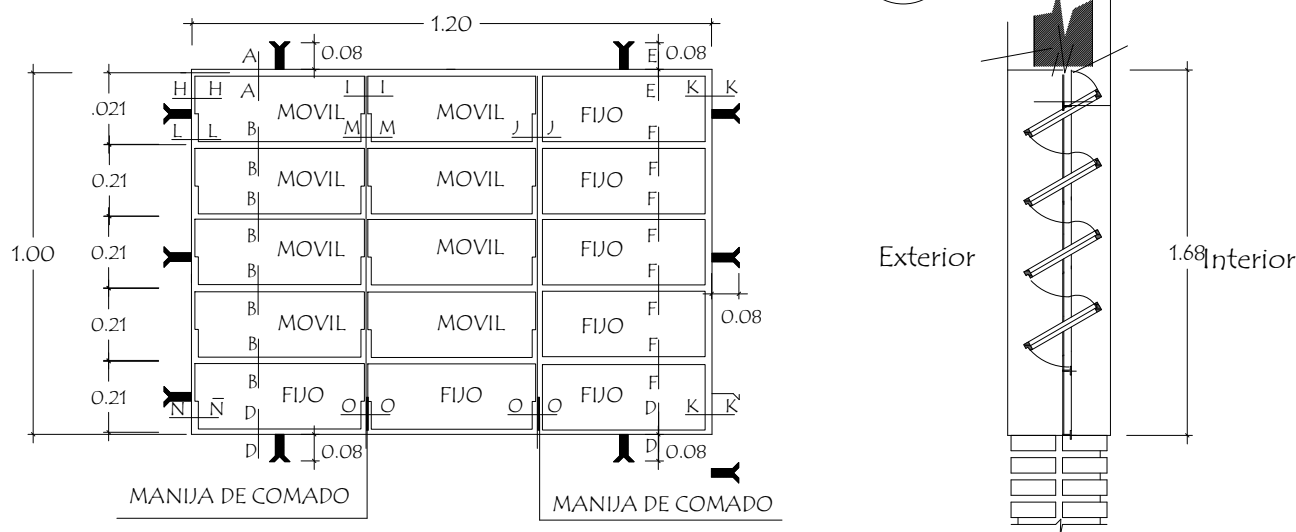 1.20
A 0.08 E 0.08
H H A I I E K K
.021 MOVIL MOVIL FIJO
L L B M M J J F
B MOVIL MOVIL FIJO F
0.21 B F
1.00 0.21 B MOVIL MOVIL FIJO F
B F
0.08
0.21 B MOVIL MOVIL FIJO F
B F
0.21 B FIJO FIJO FIJO F
N Ñ D O O O O D K K
D 0.08 D 0.08
MANIJA DE COMADO MANIJA DE COMADO
Exterior 1.68 Interior